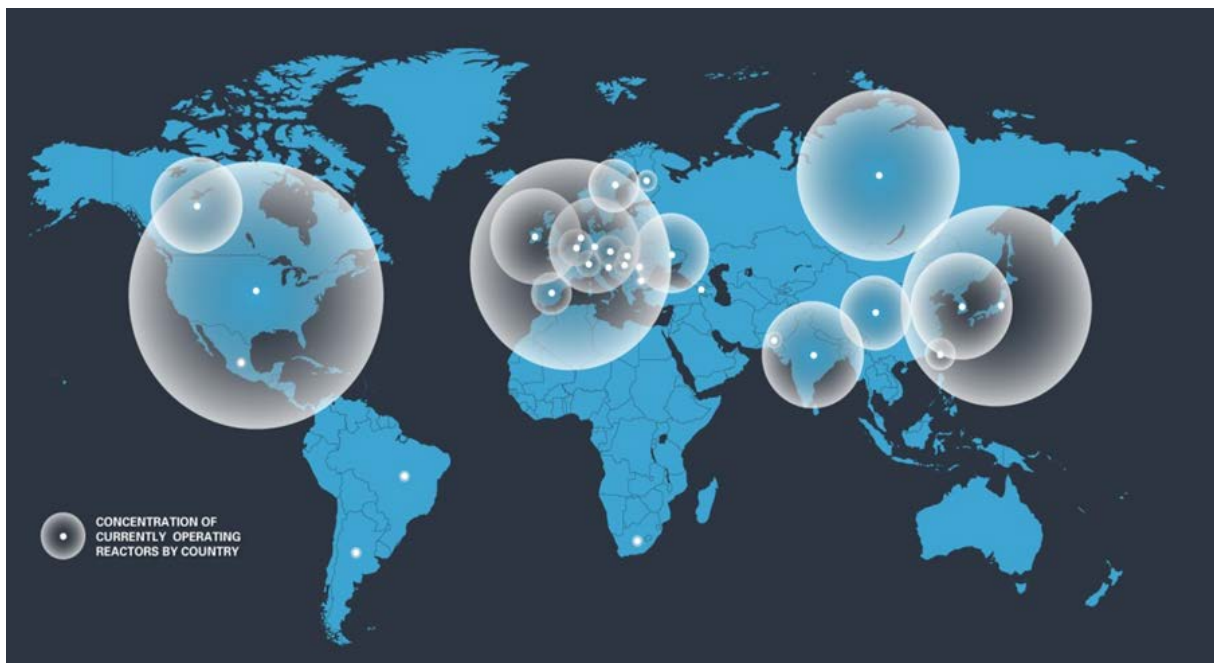 CONCENTRATION OF
CURRENTLY OPERATING
REACTORS BY COUNTRY